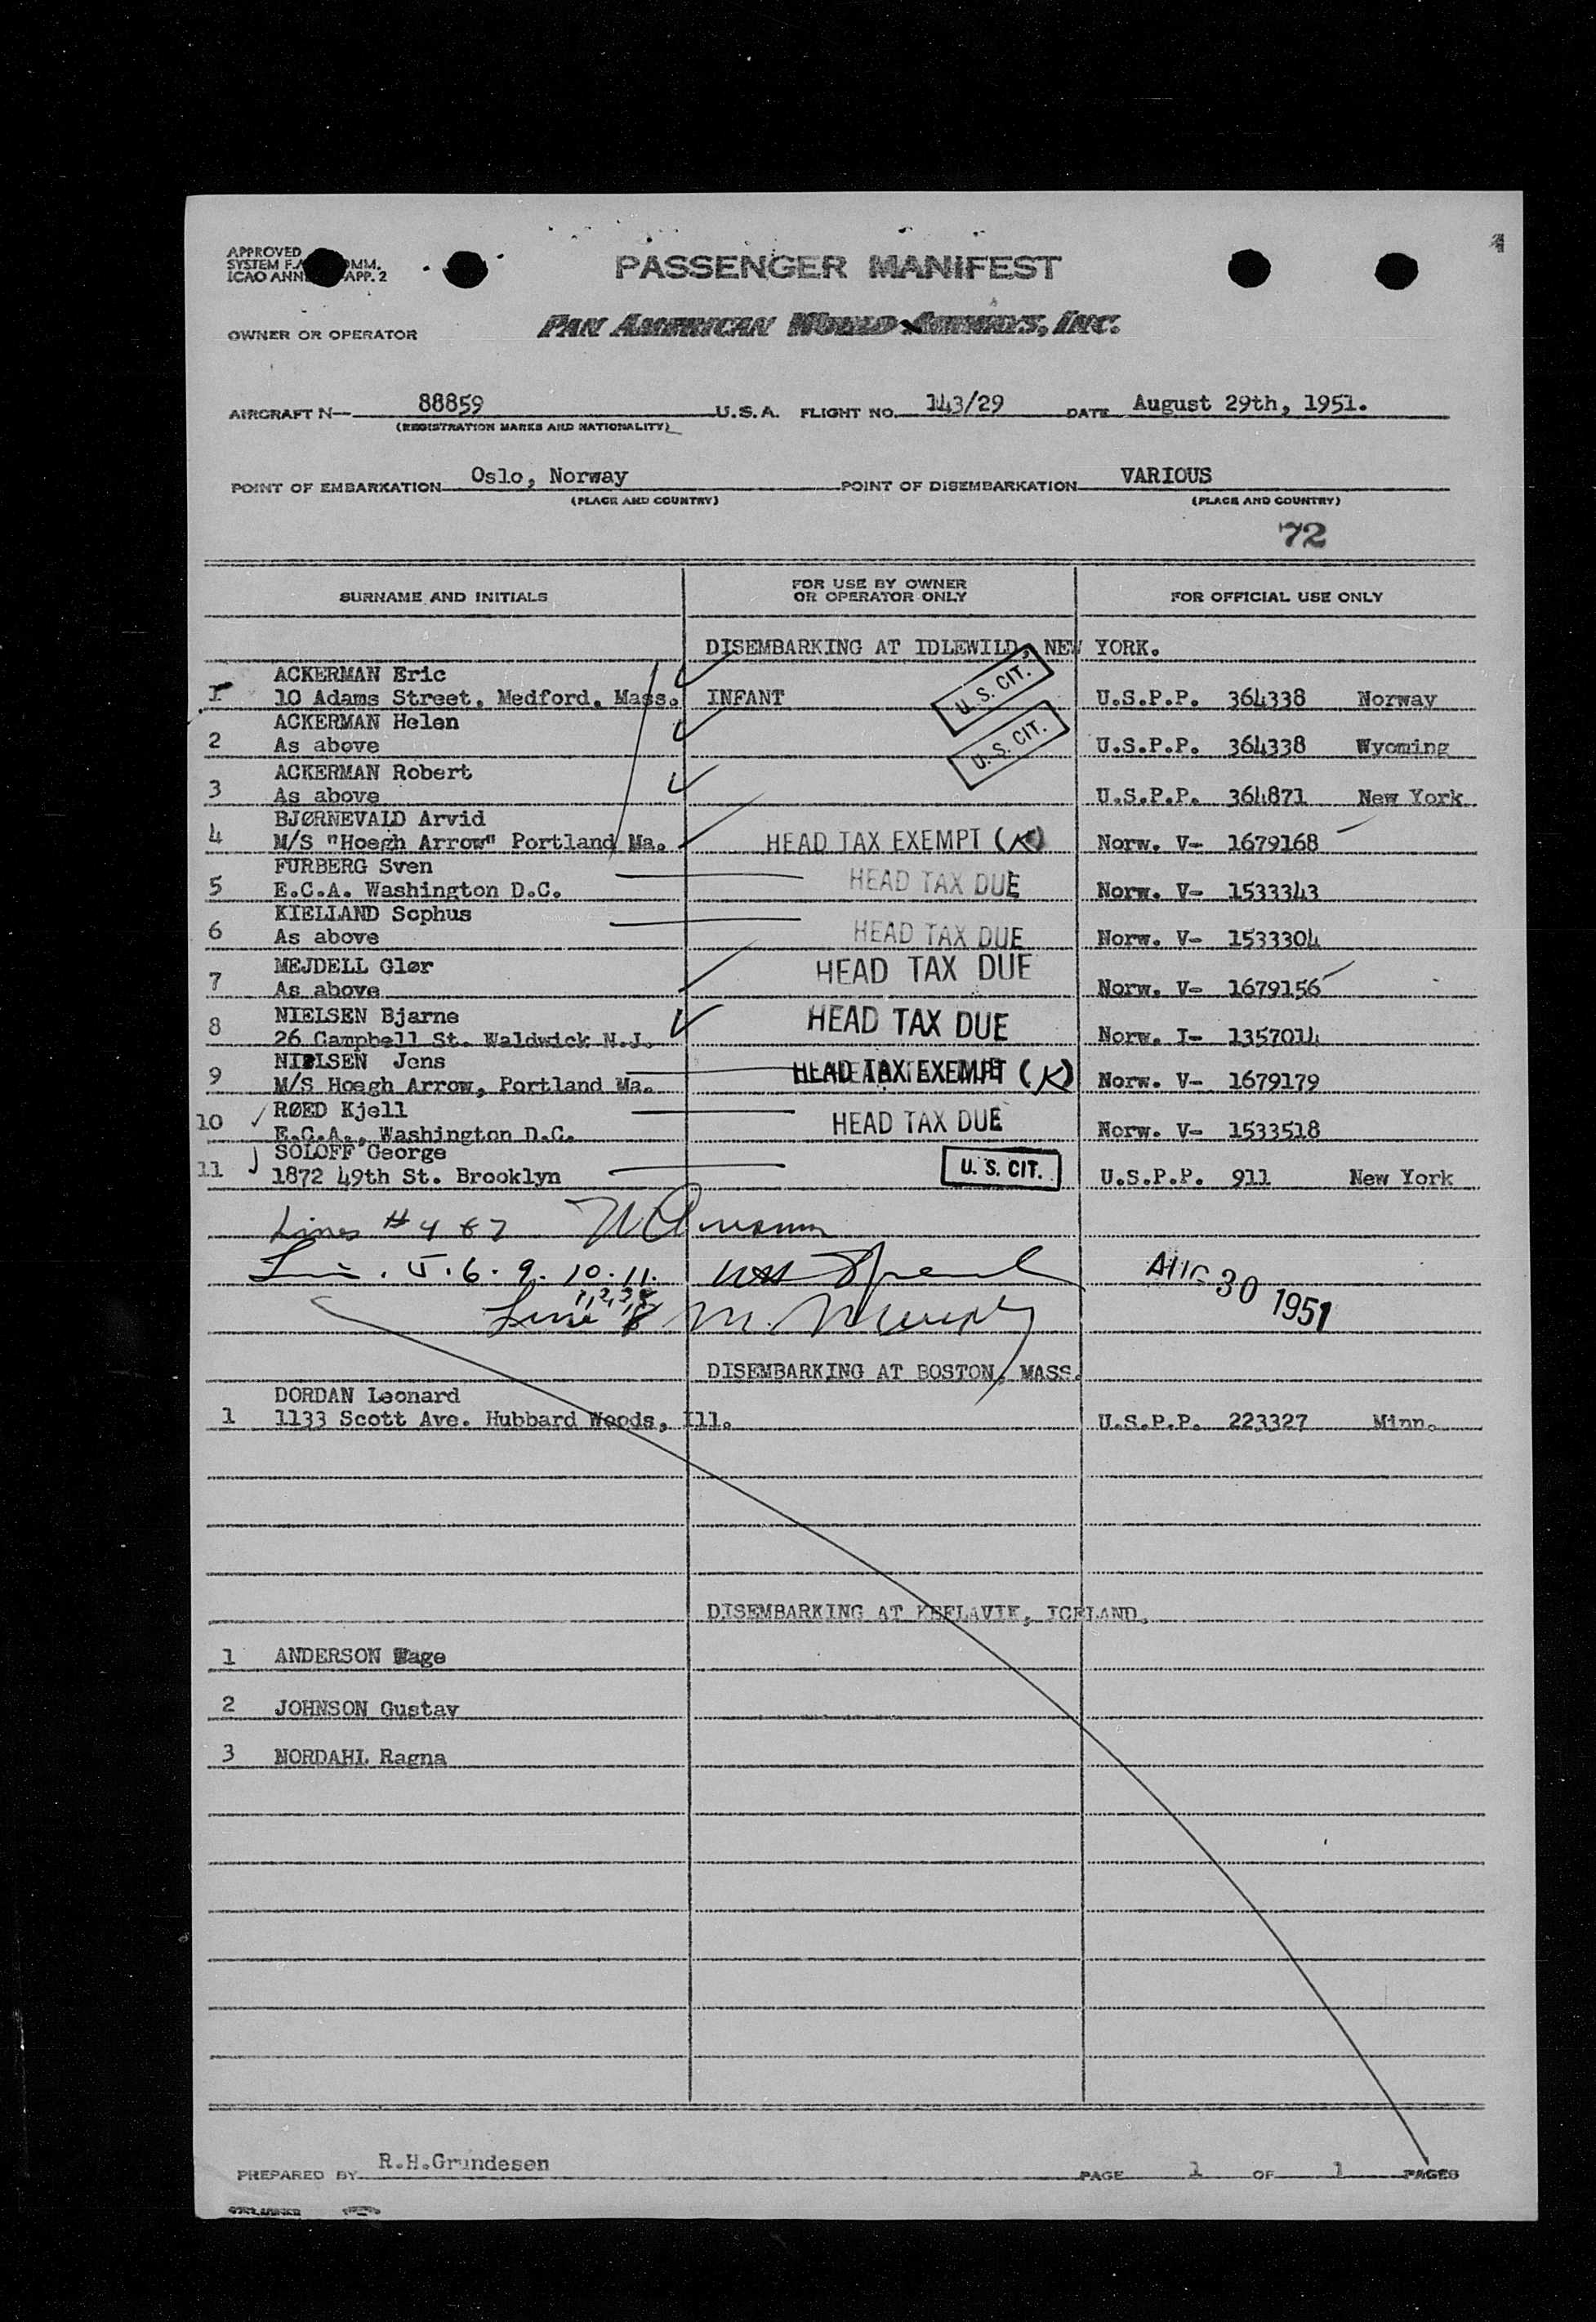 4
APPROVED
SYSTEM F.A. COMM.
ICAO ANNE APP. 2
PASSENGER MANIFEST
OWNER OR OPERATOR
PAN AMERICAN WORLD AIRWAYS, INC.
AIRCRAFT N— 88859 U.S.A. FLIGHT NO. 143/29 DATE August 29th, 1951.
(REGISTRATION MARKS AND NATIONALITY)
POINT OF EMBARKATION Oslo, Norway POINT OF DISEMBARKATION VARIOUS
(PLACE AND COUNTRY) (PLACE AND COUNTRY)
72
SURNAME AND INITIALS FOR USE BY OWNER OR OPERATOR ONLY FOR OFFICIAL USE ONLY
DISEMBARKING AT IDLEWILD, NEW YORK.
ACKERMAN Eric
1 10 Adams Street, Medford, Mass. INFANT U.S. CIT. U.S.P.P. 364338 Norway
ACKERMAN Helen
2 As above U.S. CIT. U.S.P.P. 364338 Wyoming
ACKERMAN Robert
3 As above U.S.P.P. 364871 New York
BJØRNEVALD Arvid
4 M/S "Hoegh Arrow" Portland Ma. HEAD TAX EXEMPT (K) Norw. V- 1679168
FURBERG Sven
5 E.C.A. Washington D.C. HEAD TAX DUE Norw. V- 1533343
KIELLAND Sophus
6 As above HEAD TAX DUE Norw. V- 1533304
MEJDELL Glør
7 As above HEAD TAX DUE Norw. V- 1679156
NIELSEN Bjarne
8 26 Campbell St. Waldwick N.J. HEAD TAX DUE Norw. I- 1357014
NIELSEN Jens
9 M/S Hoegh Arrow, Portland Ma. HEAD TAX EXEMPT (K) Norw. V- 1679179
RØED Kjell
10 E.C.A., Washington D.C. HEAD TAX DUE Norw. V- 1533518
SOLOFF George
11 1872 49th St. Brooklyn U.S. CIT. U.S.P.P. 911 New York
Lines # 4 & 7
5. 6. 9. 10. 11. AUG 30 1951
Line 1, 2, 3, 8 M. Murphy
DISEMBARKING AT BOSTON, MASS.
DORDAN Leonard
1 1133 Scott Ave. Hubbard Woods, Ill. U.S.P.P. 223327 Minn.
DISEMBARKING AT KEFLAVIK, ICELAND.
1 ANDERSON Wage
2 JOHNSON Gustav
3 NORDAHL Ragna
PREPARED BY R.H.Grundesen PAGE 1 OF 1 PAGES